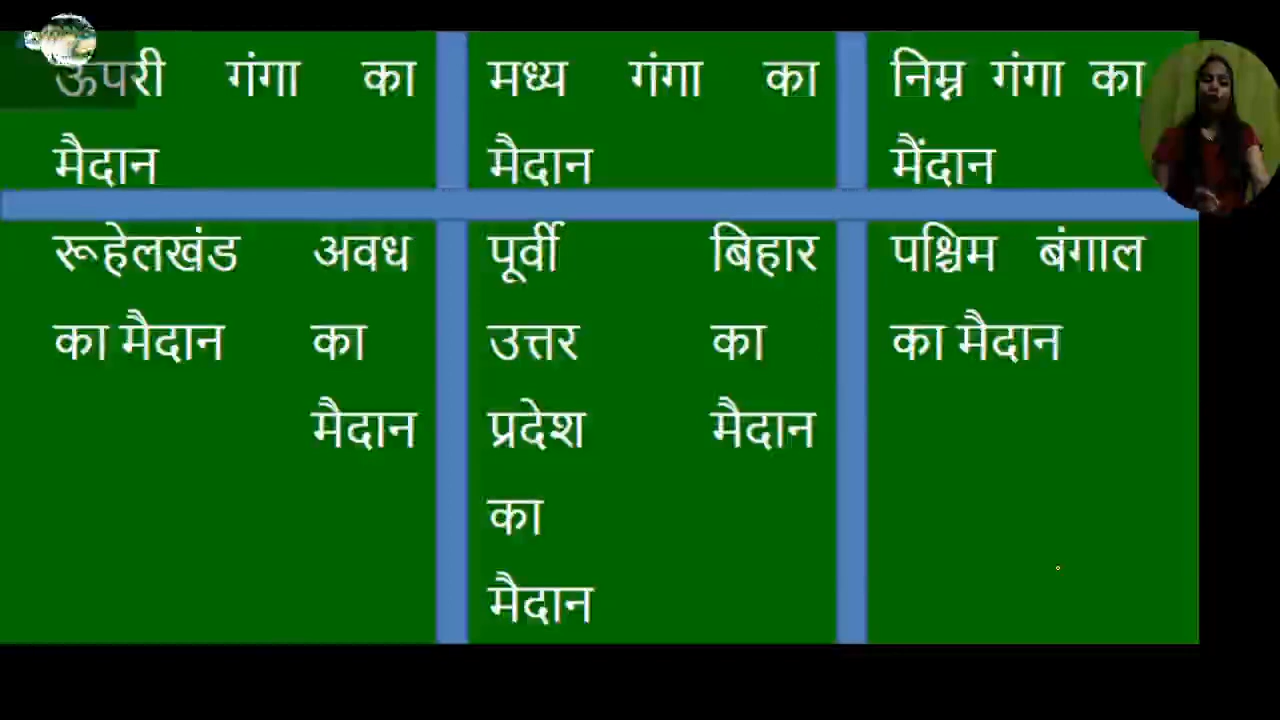 ऊपरी गंगा का
मैदान
मध्य गंगा का
मैदान
निम्न गंगा का
मैंदान
रूहेलखंड
का मैदान
अवध
का
मैदान
पूर्वी
उत्तर
प्रदेश
का
मैदान
बिहार
का
मैदान
पश्चिम बंगाल
का मैदान